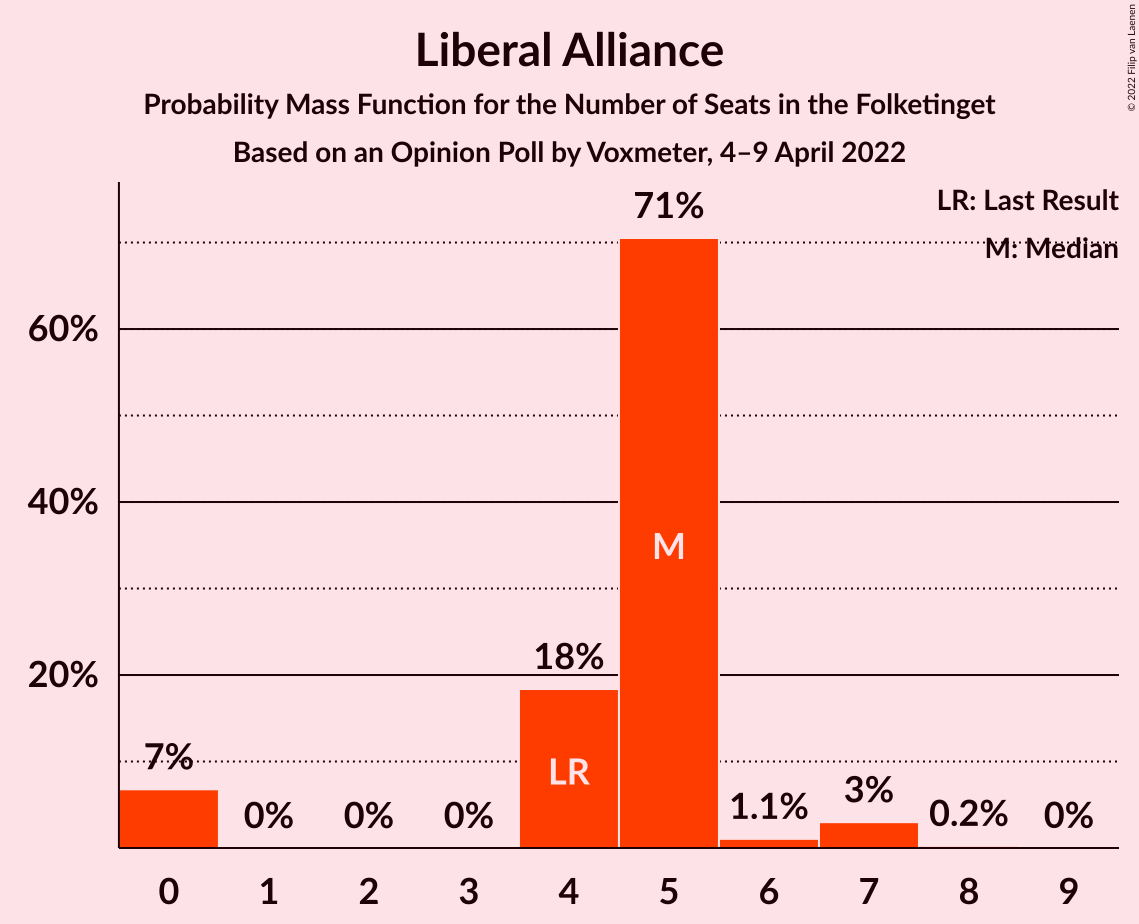 Liberal Alliance
Probability Mass Function for the Number of Seats in the Folketinget
Based on an Opinion Poll by Voxmeter, 4–9 April 2022
© 2022 Filip van Laenen
LR: Last Result
M: Median
60%
40%
20%
7%
0%
0%
0%
18%
71%
1.1%
3%
0.2%
0%
LR
M
0 1 2 3 4 5 6 7 8 9